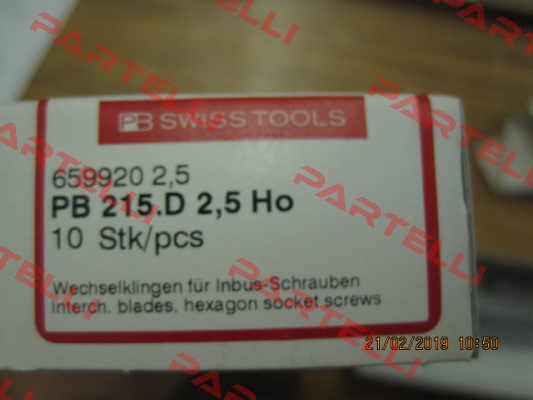 PB SWISS TOOLS
659920 2,5
PB 215.D 2,5 Ho
10 Stk/pcs
Wechselklingen für Inbus-Schrauben
Interch. blades, hexagon socket screws
21/02/2019 10:50
PARTELLI
PARTELLI
PARTELLI
PARTELLI
PARTELLI
PARTELLI